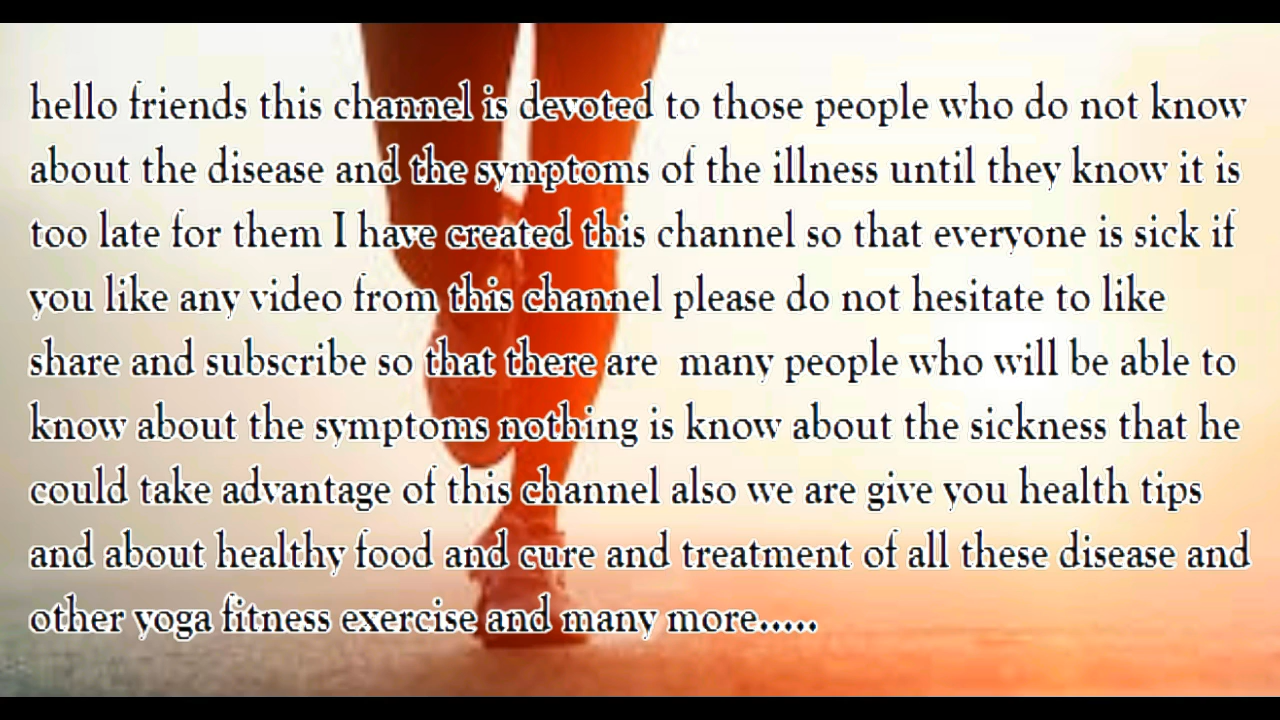 hello friends this channel is devoted to those people who do not know
about the disease and the symptoms of the illness until they know it is
too late for them I have created this channel so that everyone is sick if
you like any video from this channel please do not hesitate to like
share and subscribe so that there are  many people who will be able to
know about the symptoms nothing is know about the sickness that he
could take advantage of this channel also we are give you health tips
and about healthy food and cure and treatment of all these disease and
other yoga fitness exercise and many more.....